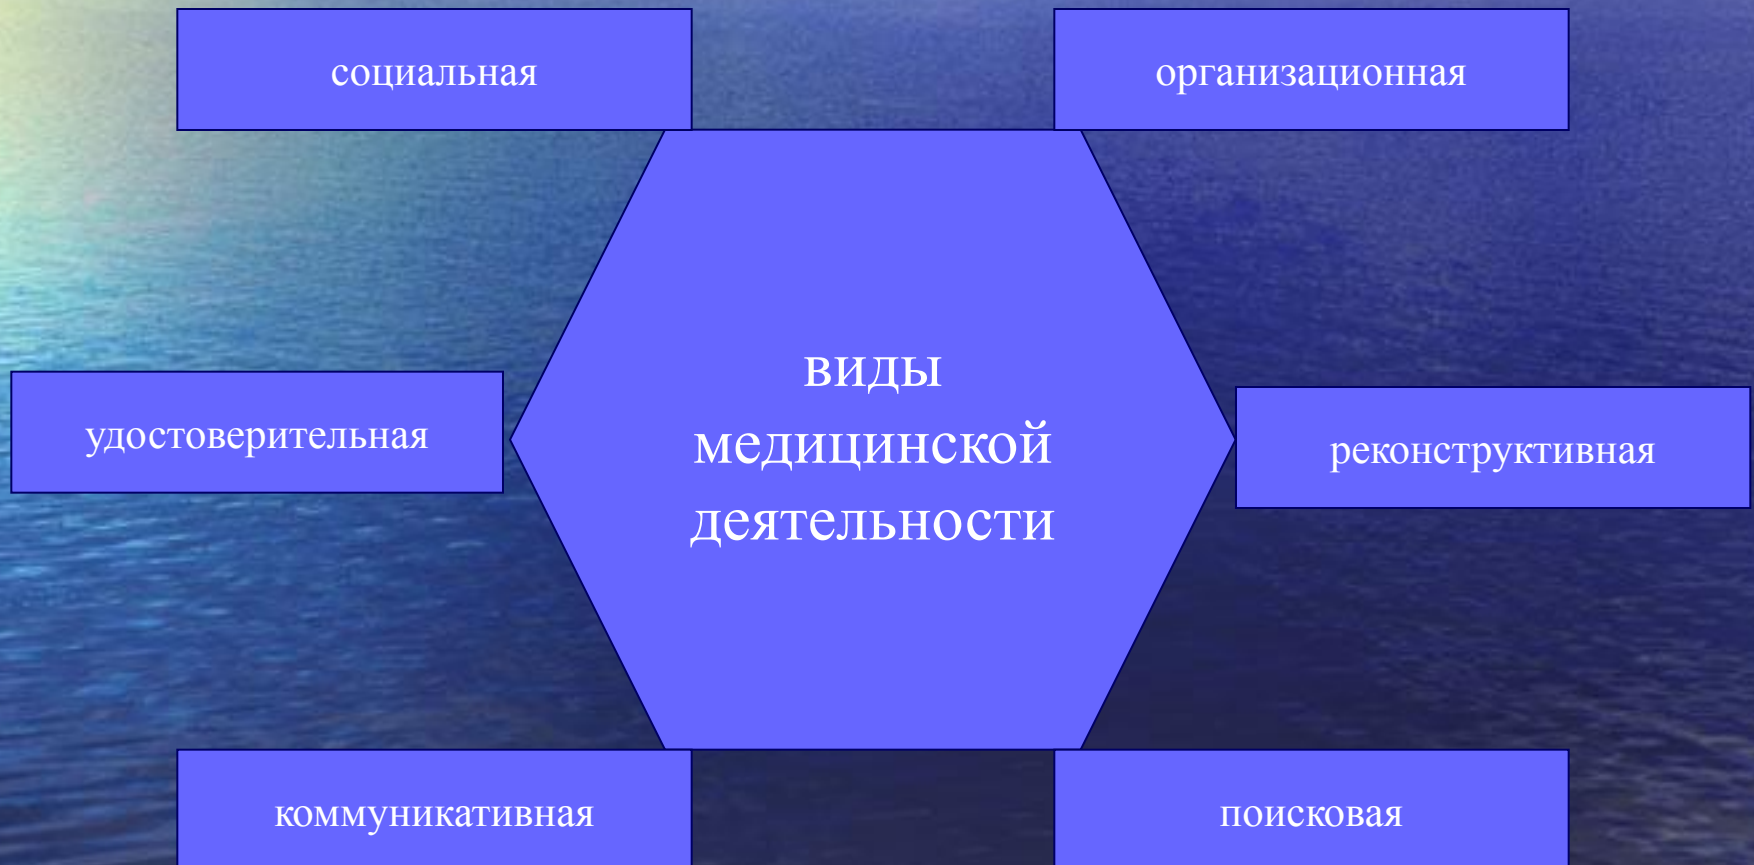 социальная
организационная
виды
медицинской
деятельности
удостоверительная
реконструктивная
коммуникативная
поисковая